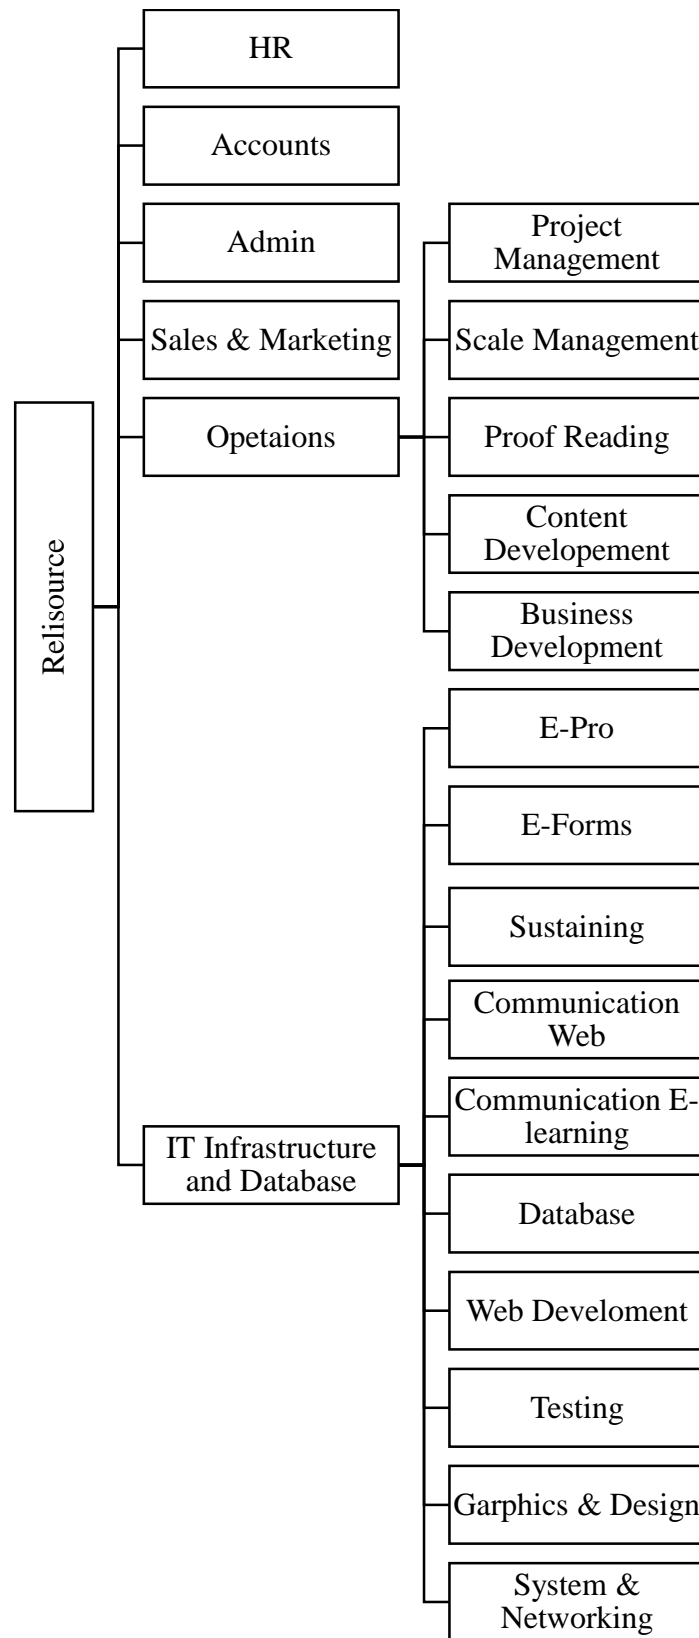 HR
Accounts
Admin
Sales & Marketing
Opetaions
Relisource
IT Infrastructure
and Database
Project
Management
Scale Management
Proof Reading
Content
Developement
Business
Development
E-Pro
E-Forms
Sustaining
Communication
Web
Communication E-
learning
Database
Web Develoment
Testing
Garphics & Design
System &
Networking